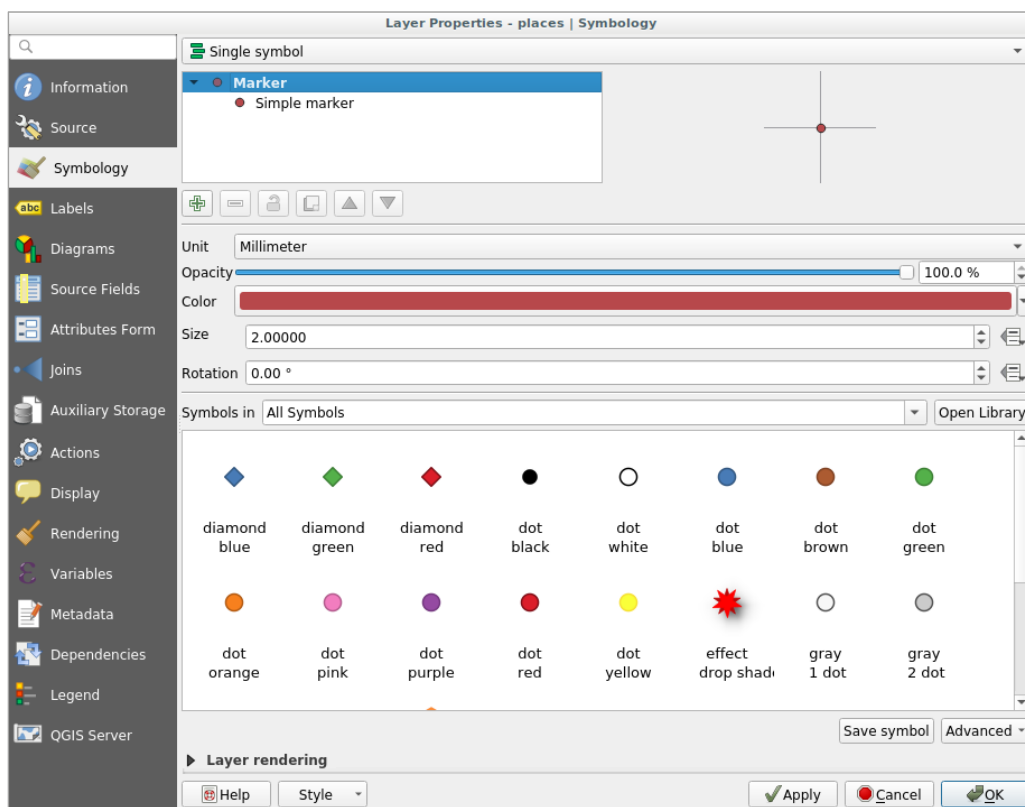 Layer Properties - places | Symbology
Single symbol
Information
Source
Symbology
abc Labels
Diagrams
Source Fields
Attributes Form
Joins
Auxiliary Storage
Actions
Display
Rendering
Variables
Metadata
Dependencies
Legend
QGIS Server
Marker
Simple marker
Unit Millimeter
Opacity 100.0 %
Color
Size 2.00000
Rotation 0.00 °
Symbols in All Symbols Open Library
diamond blue
diamond green
diamond red
dot black
dot white
dot blue
dot brown
dot green
dot orange
dot pink
dot purple
dot red
dot yellow
effect drop shad
gray 1 dot
gray 2 dot
Save symbol Advanced
Layer rendering
Help Style Apply Cancel OK